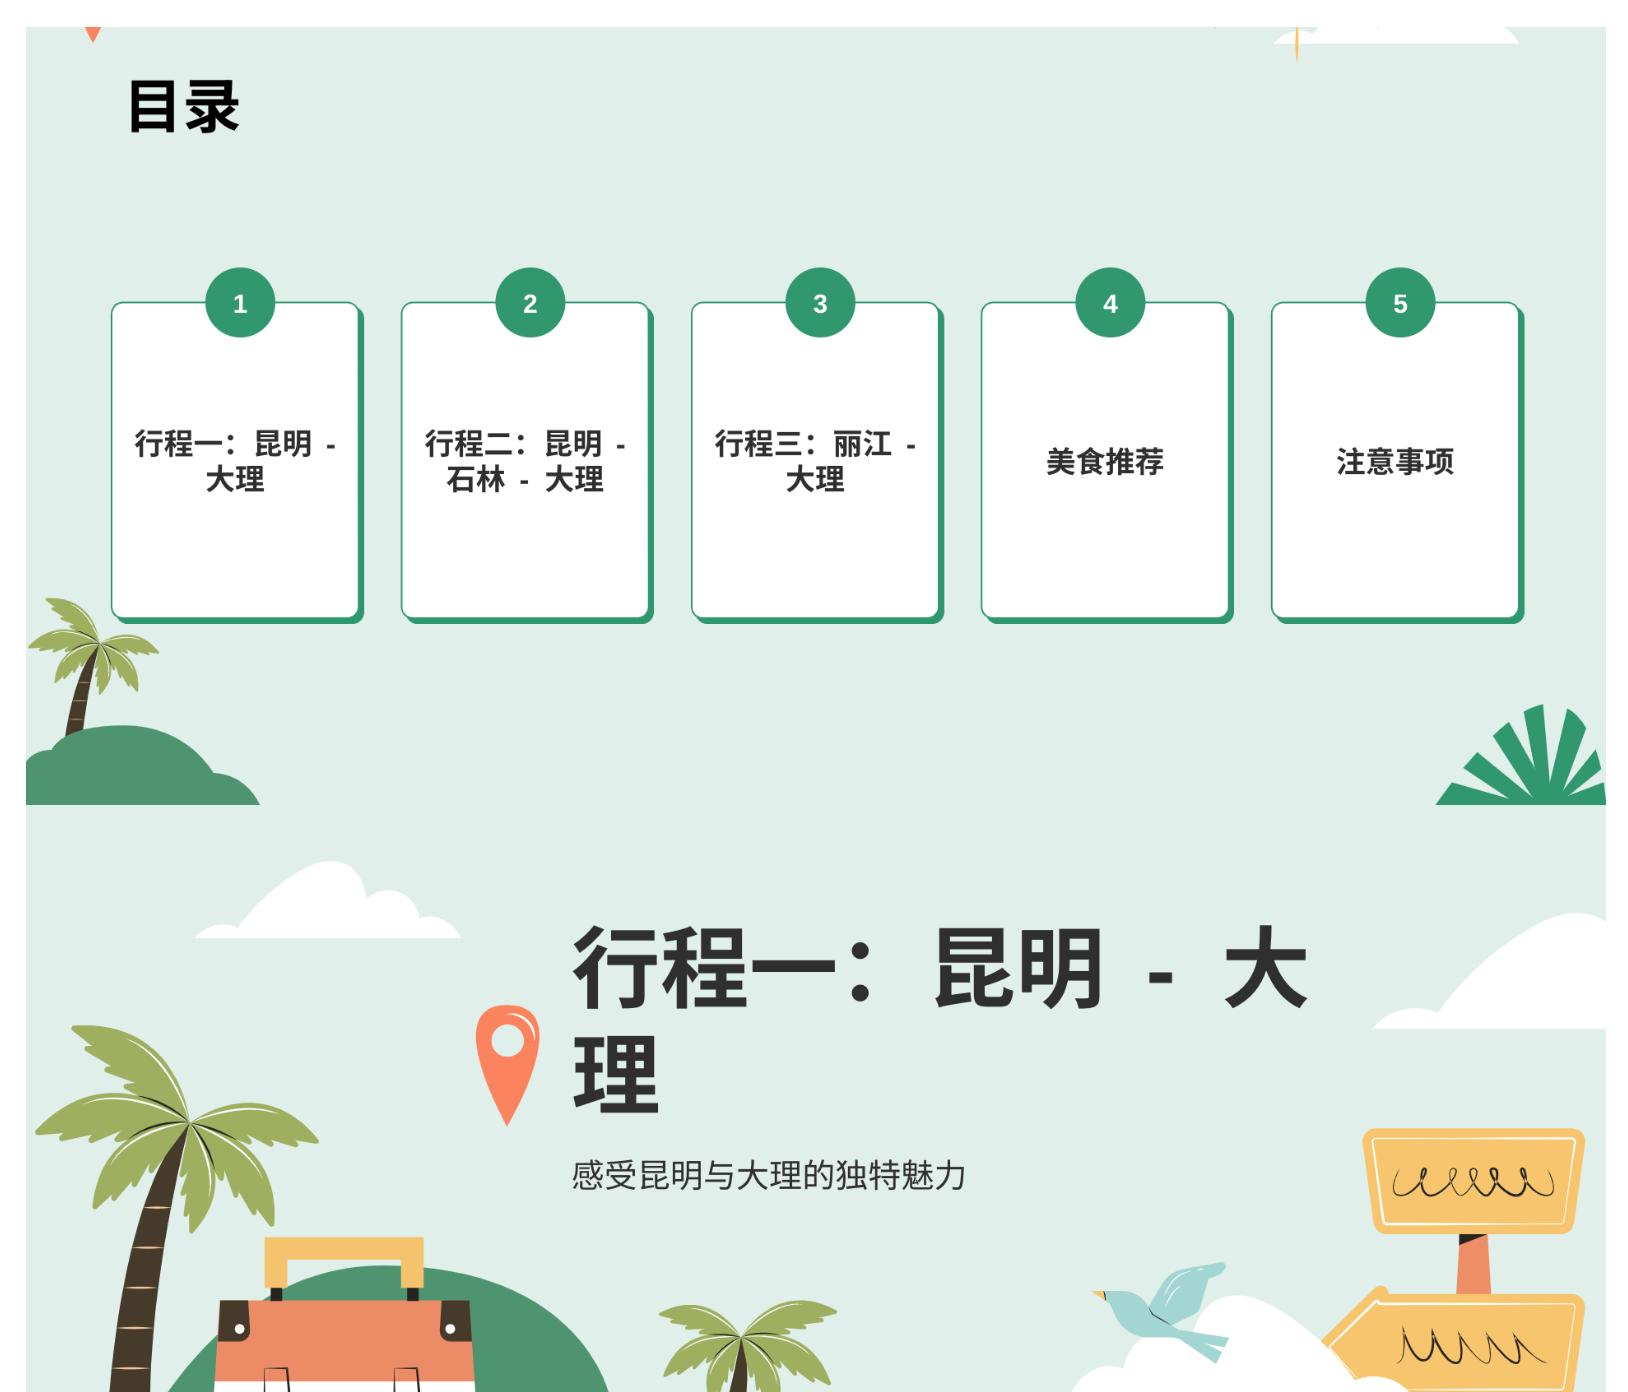 目录
1
2
3
4
5
行程一：昆明 -
大理
行程二：昆明 -
石林 - 大理
行程三：丽江 -
大理
美食推荐
注意事项
行程一：昆明 - 大
理
感受昆明与大理的独特魅力